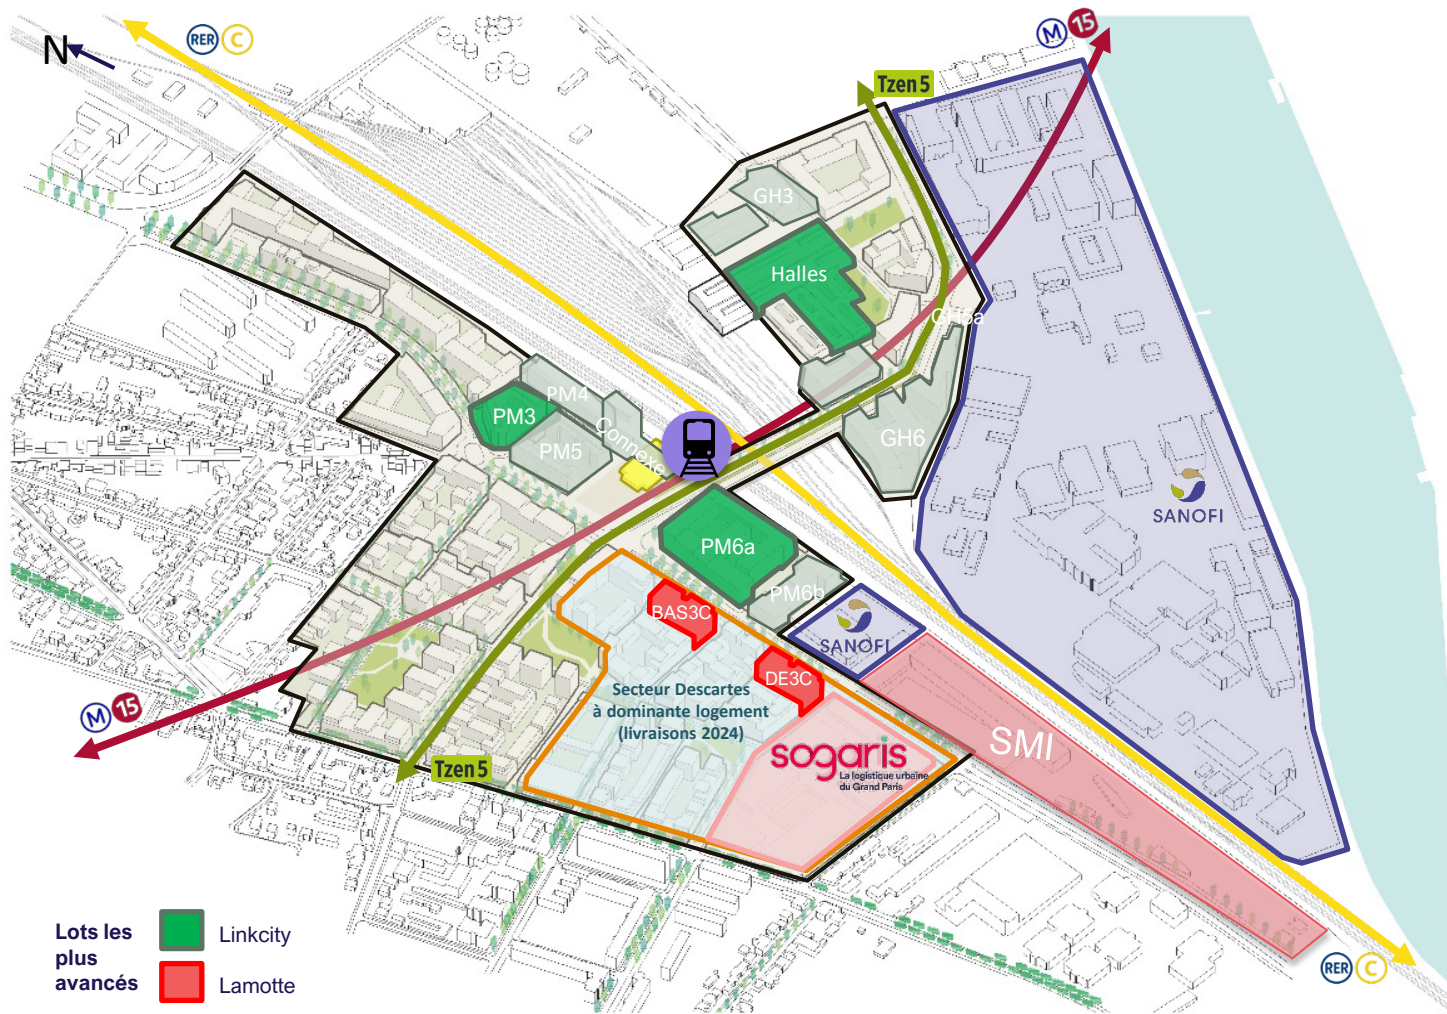 RER C
M 15
N
Tzen 5
GH3
Halles
GH6a
PM4
PM3
Connexe
PM5
GH6
SANOFI
PM6a
PM6b
BAS3C
SANOFI
DE3C
Secteur Descartes
à dominante logement
(livraisons 2024)
M 15
SMI
sogaris
La logistique urbaine
du Grand Paris
Tzen 5
Lots les
plus
avancés
Linkcity
Lamotte
RER C